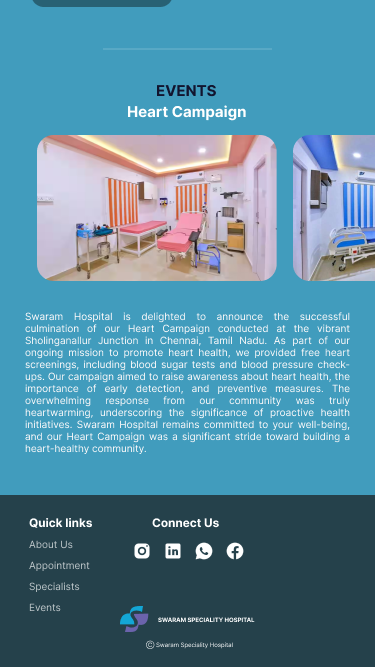 EVENTS
Heart Campaign
Swaram Hospital is delighted to announce the successful
culmination of our Heart Campaign conducted at the vibrant
Sholinganallur Junction in Chennai, Tamil Nadu. As part of our
ongoing mission to promote heart health, we provided free heart
screenings, including blood sugar tests and blood pressure check-
ups. Our campaign aimed to raise awareness about heart health, the
importance of early detection, and preventive measures. The
overwhelming response from our community was truly
heartwarming, underscoring the significance of proactive health
initiatives. Swaram Hospital remains committed to your well-being,
and our Heart Campaign was a significant stride toward building a
heart-healthy community.
Quick links
Connect Us
About Us
Appointment
Specialists
Events
SWARAM SPECIALITY HOSPITAL
© Swaram Speciality Hospital